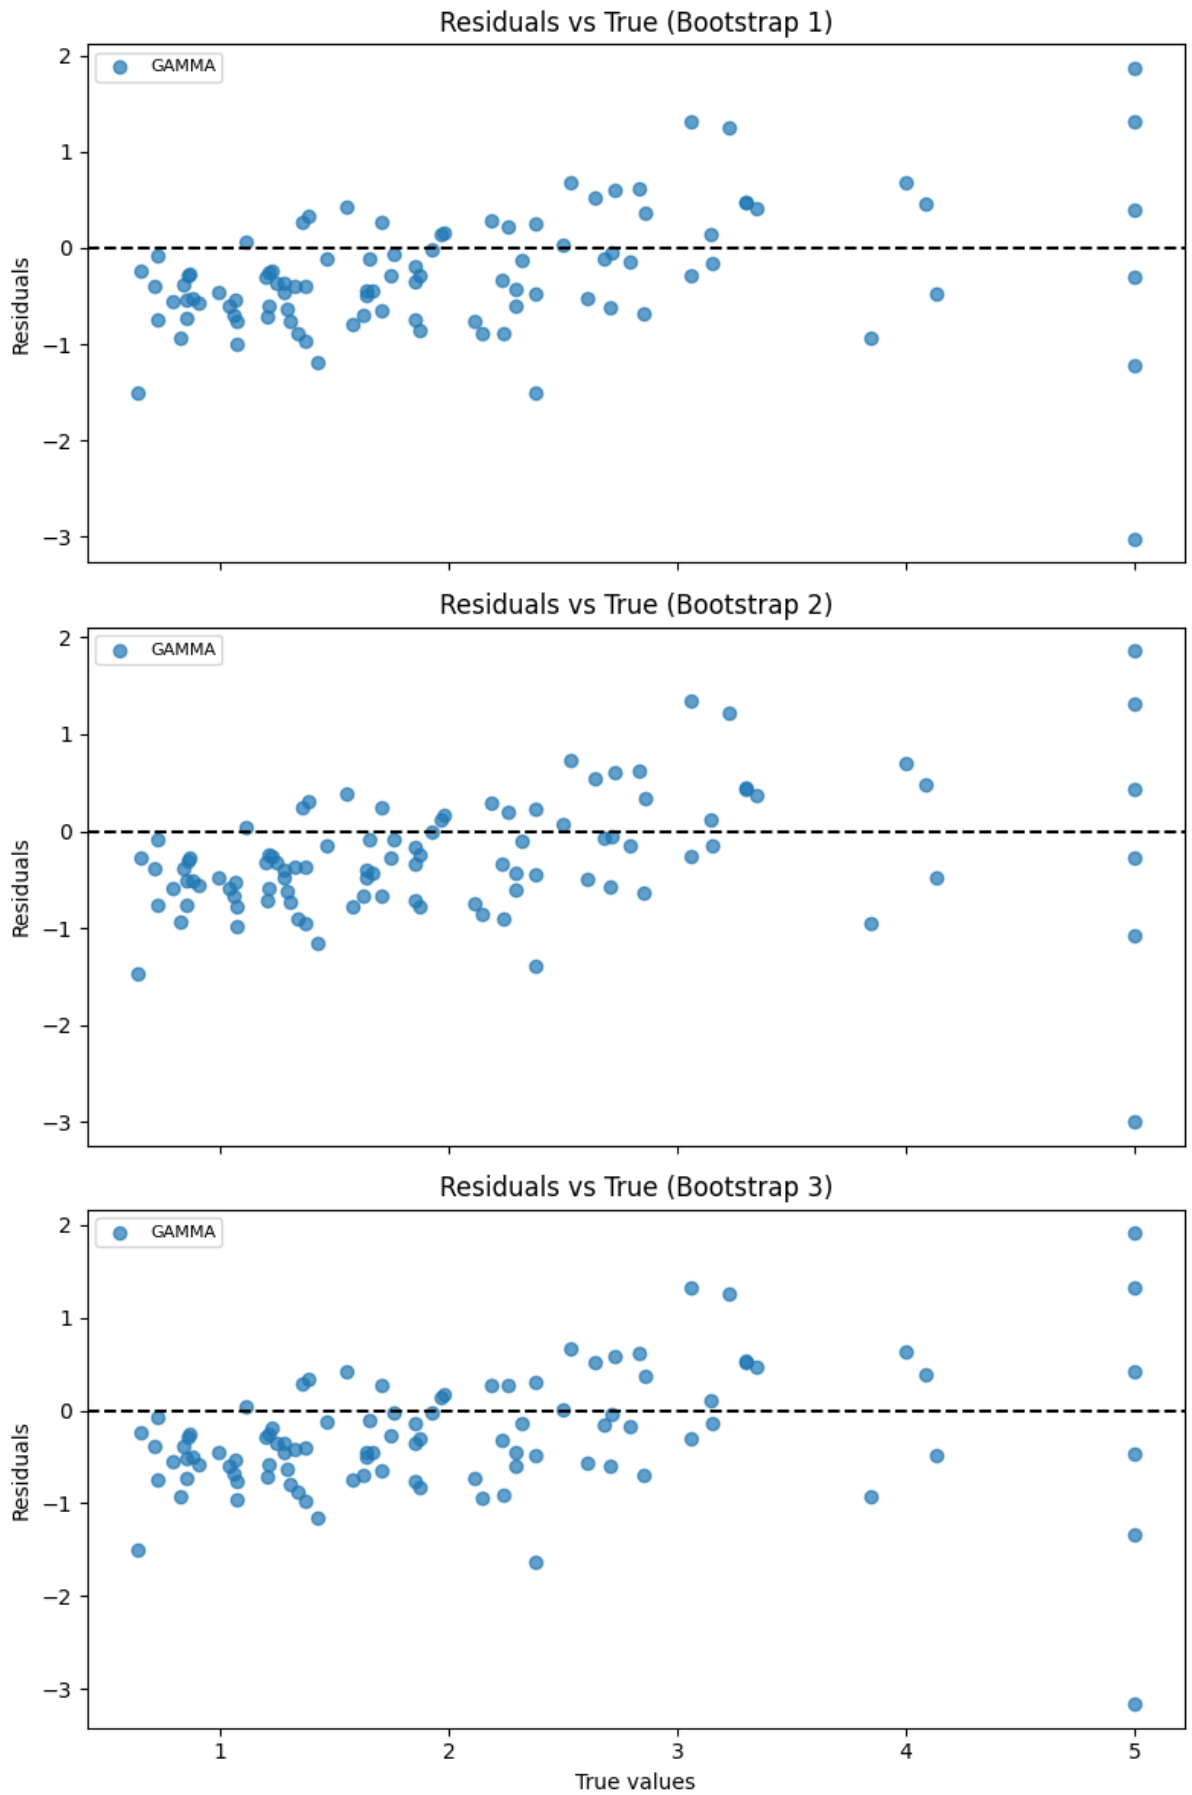 Residuals vs True (Bootstrap 1)
GAMMA
2
1
0
−1
−2
−3
Residuals
Residuals vs True (Bootstrap 2)
GAMMA
2
1
0
−1
−2
−3
Residuals
Residuals vs True (Bootstrap 3)
GAMMA
2
1
0
−1
−2
−3
Residuals
1 2 3 4 5
True values